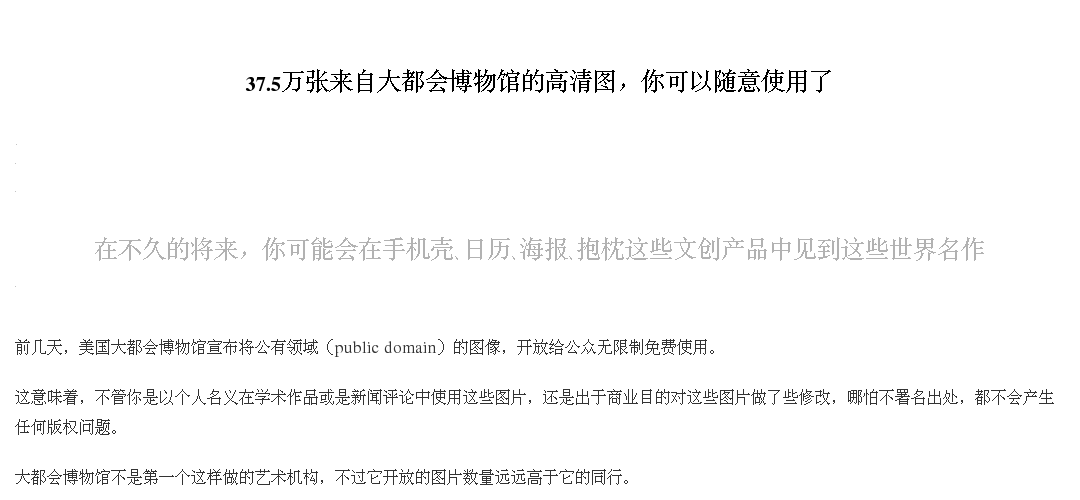 37.5万张来自大都会博物馆的高清图，你可以随意使用了
在不久的将来，你可能会在手机壳、日历、海报、抱枕这些文创产品中见到这些世界名作
前几天，美国大都会博物馆宣布将公有领域（public domain）的图像，开放给公众无限制免费使用。
这意味着，不管你是以个人名义在学术作品或是新闻评论中使用这些图片，还是出于商业目的对这些图片做了些修改，哪怕不署名出处，都不会产生
任何版权问题。
大都会博物馆不是第一个这样做的艺术机构，不过它开放的图片数量远远高于它的同行。